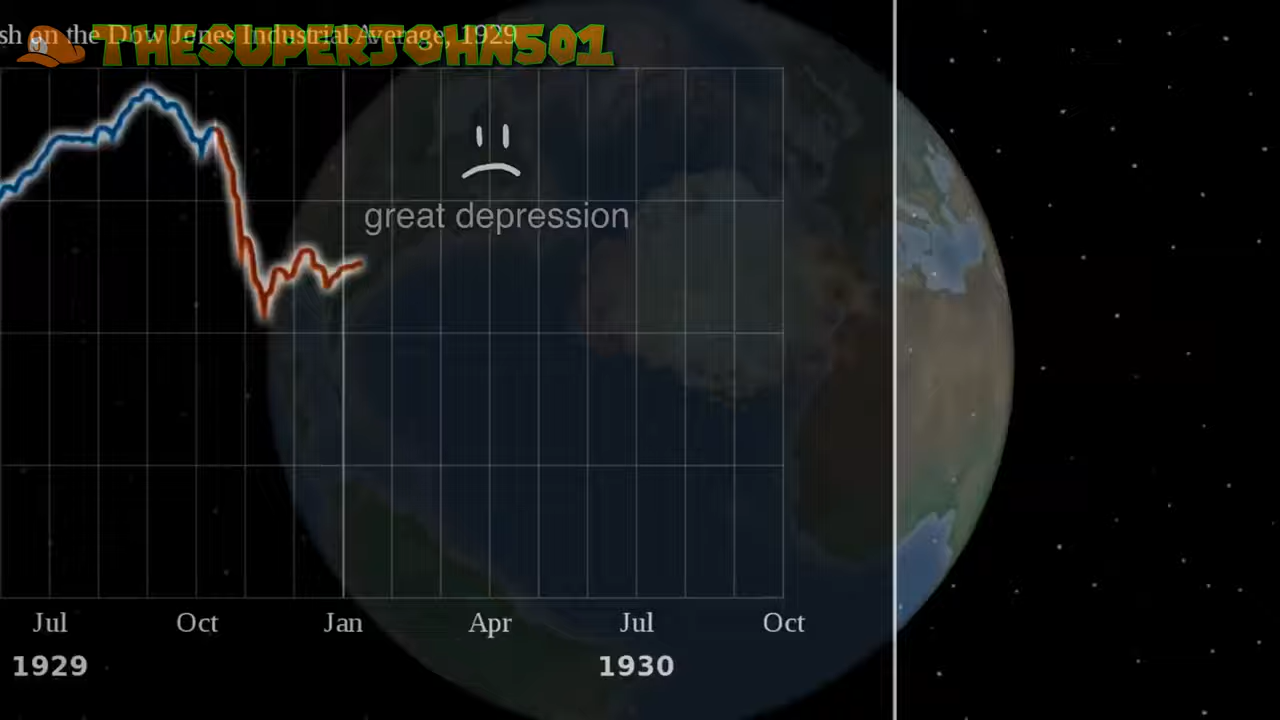 sh on the Dow Jones Industrial Average, 1929
THESUPERJOHN501
great depression
Jul Oct Jan Apr Jul Oct
1929 1930